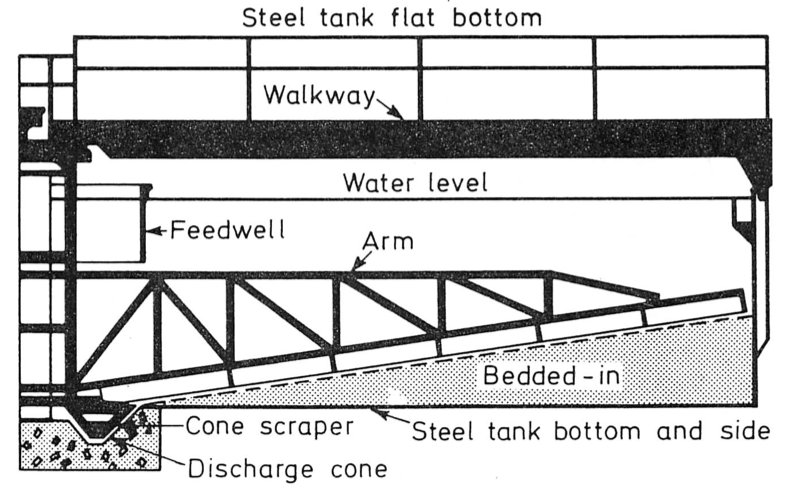 Steel tank flat bottom
Walkway
Water level
Feedwell
Arm
Bedded-in
Cone scraper
Steel tank bottom and side
Discharge cone